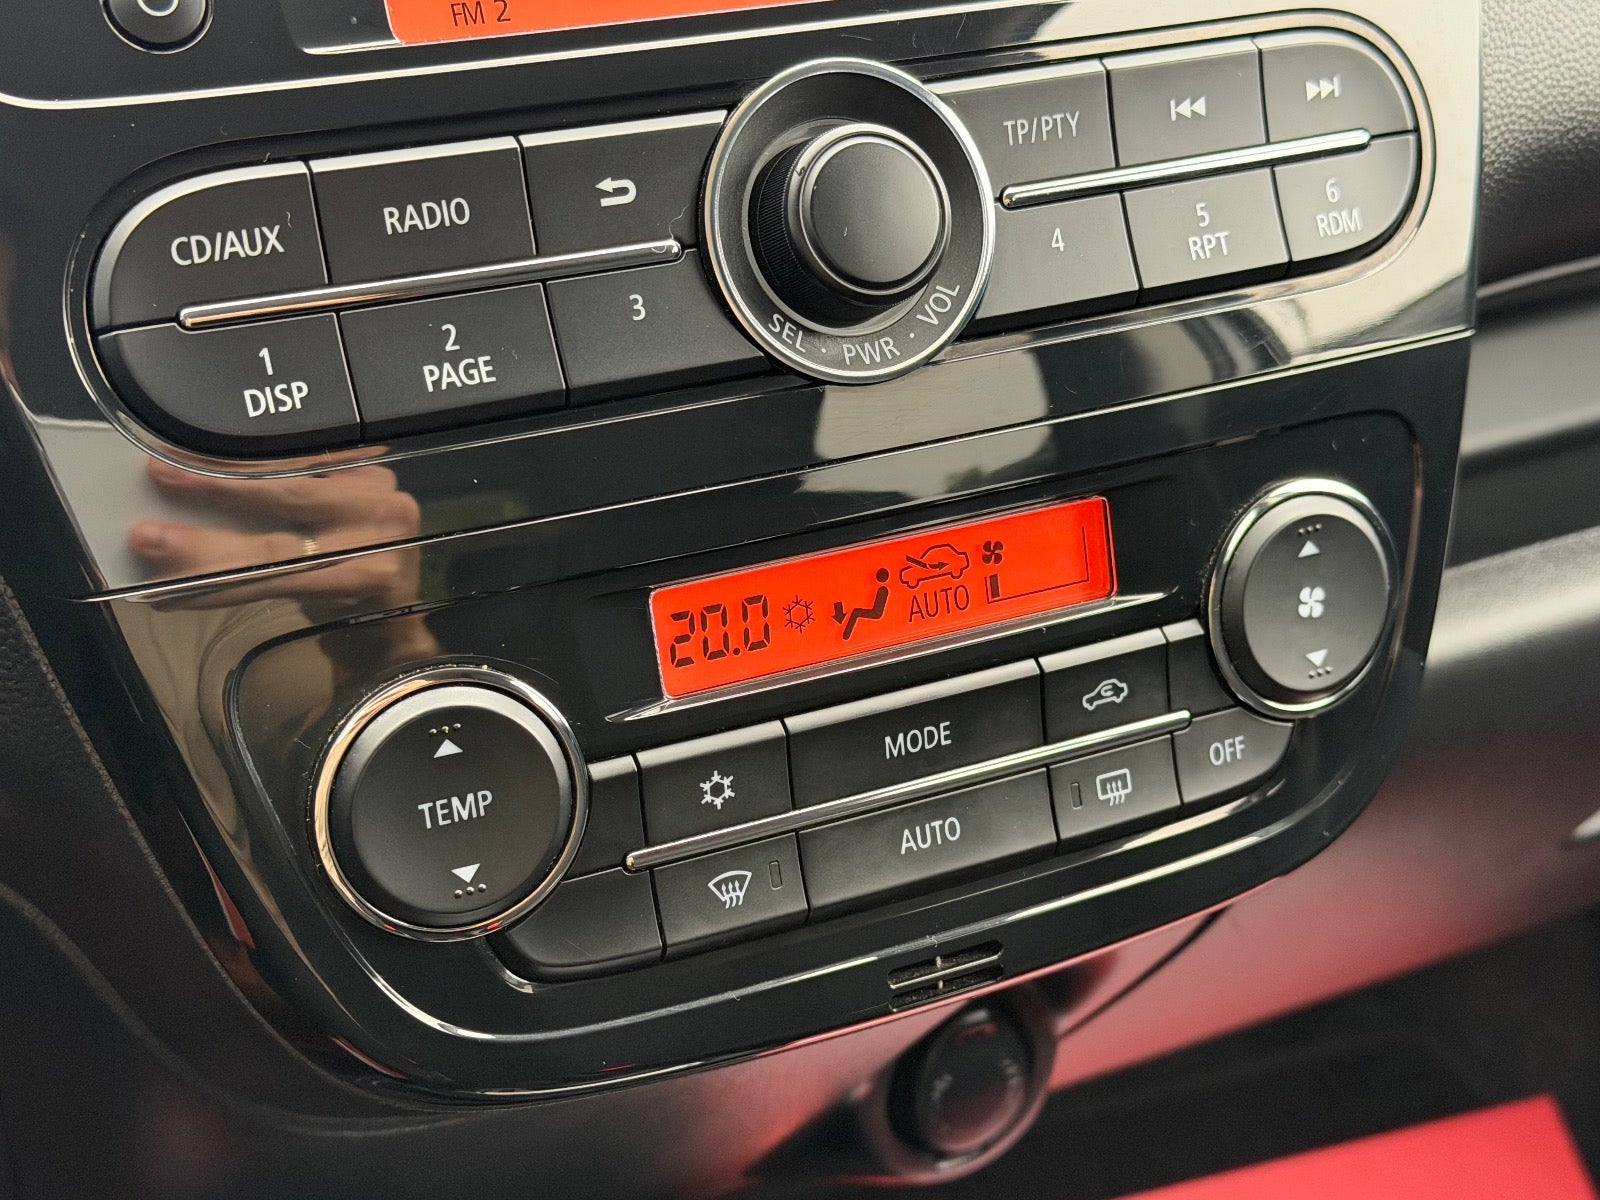 FM 2
CD/AUX
RADIO
TP/PTY
1
DISP
2
PAGE
3
4
5
RPT
6
RDM
SEL · PWR · VOL
20.0
AUTO
TEMP
MODE
AUTO
OFF